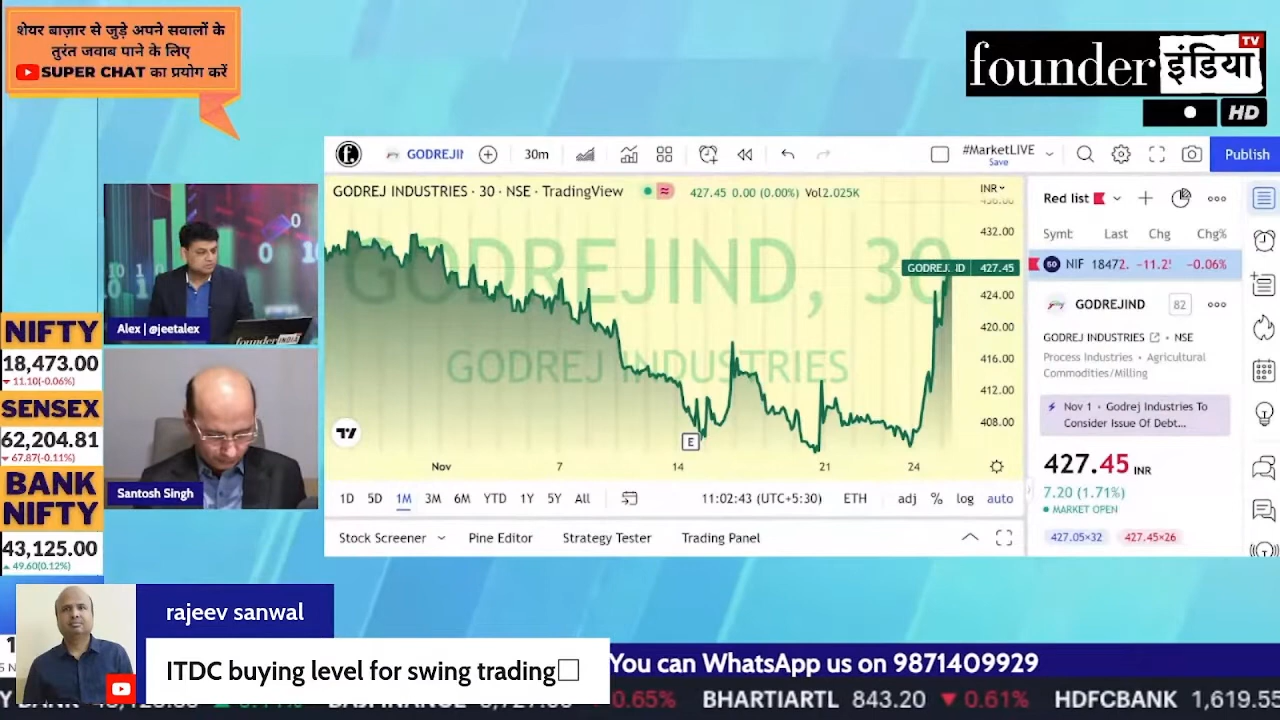 शेयर बाज़ार से जुड़े अपने सवालों के
तुरंत जवाब पाने के लिए
SUPER CHAT का प्रयोग करें
founder इंडिया TV
HD
GODREJIN
30m
#MarketLIVE
Save
Publish
GODREJ INDUSTRIES · 30 · NSE · TradingView
427.45 0.00 (0.00%) Vol2.025K
INR
436.00
432.00
GODREJ. ID 427.45
424.00
420.00
416.00
412.00
408.00
GODREJIND, 30
GODREJ INDUSTRIES
E
Nov 7 14 21 24
1D 5D 1M 3M 6M YTD 1Y 5Y All
11:02:43 (UTC+5:30) ETH adj % log auto
Stock Screener Pine Editor Strategy Tester Trading Panel
Red list
Symb Last Chg Chg%
50 NIF 18472. -11.2 -0.06%
GODREJIND 82
GODREJ INDUSTRIES · NSE
Process Industries · Agricultural
Commodities/Milling
Nov 1 · Godrej Industries To
Consider Issue Of Debt...
427.45 INR
7.20 (1.71%)
MARKET OPEN
427.05×32 427.45×26
Alex | @jeetalex
founder
Santosh Singh
NIFTY
18,473.00
11.10(-0.06%)
SENSEX
62,204.81
67.87(-0.11%)
BANK
NIFTY
43,125.00
49.60(0.12%)
rajeev sanwal
ITDC buying level for swing trading
You can WhatsApp us on 9871409929
0.65% BHARTIARTL 843.20 0.61% HDFCBANK 1,619.55